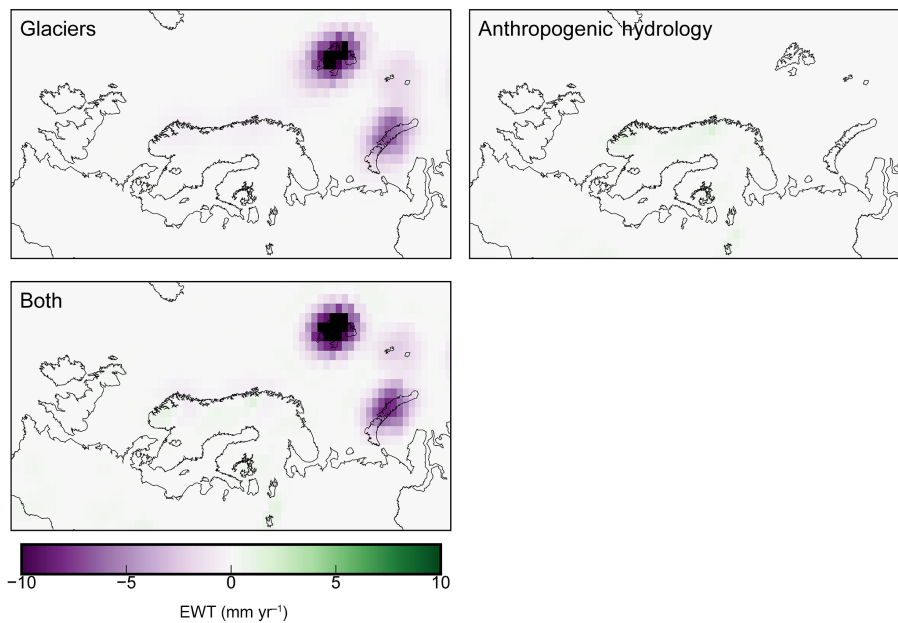 Glaciers
Anthropogenic hydrology
Both
−10 −5 0 5 10
EWT (mm yr⁻¹)